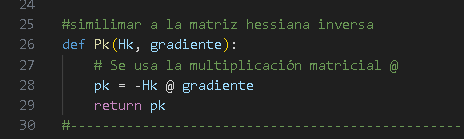 24
25 #similimar a la matriz hessiana inversa
26 def Pk(Hk, gradiente):
27 # Se usa la multiplicación matricial @
28 pk = -Hk @ gradiente
29 return pk
30 #------------------------------------------------